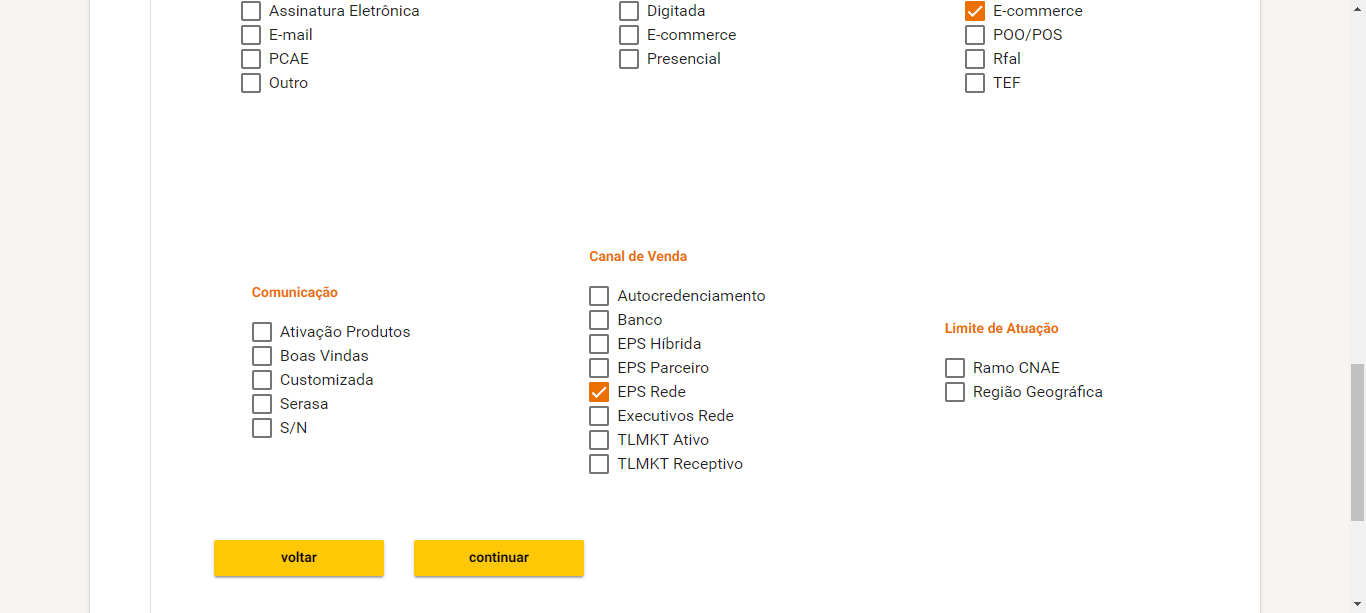 Assinatura Eletrônica
E-mail
PCAE
Outro
Digitada
E-commerce
Presencial
E-commerce
POO/POS
Rfal
TEF
Comunicação
Ativação Produtos
Boas Vindas
Customizada
Serasa
S/N
Canal de Venda
Autocredenciamento
Banco
EPS Híbrida
EPS Parceiro
EPS Rede
Executivos Rede
TLMKT Ativo
TLMKT Receptivo
Limite de Atuação
Ramo CNAE
Região Geográfica
voltar
continuar